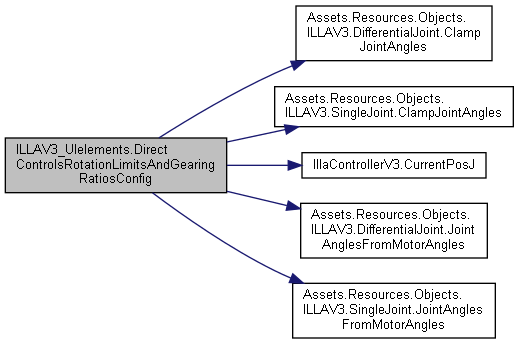 ILLAV3_UIelements.Direct
ControlsRotationLimitsAndGearing
RatiosConfig
Assets.Resources.Objects.
ILLAV3.DifferentialJoint.Clamp
JointAngles
Assets.Resources.Objects.
ILLAV3.SingleJoint.ClampJointAngles
IllaControllerV3.CurrentPosJ
Assets.Resources.Objects.
ILLAV3.DifferentialJoint.Joint
AnglesFromMotorAngles
Assets.Resources.Objects.
ILLAV3.SingleJoint.JointAngles
FromMotorAngles